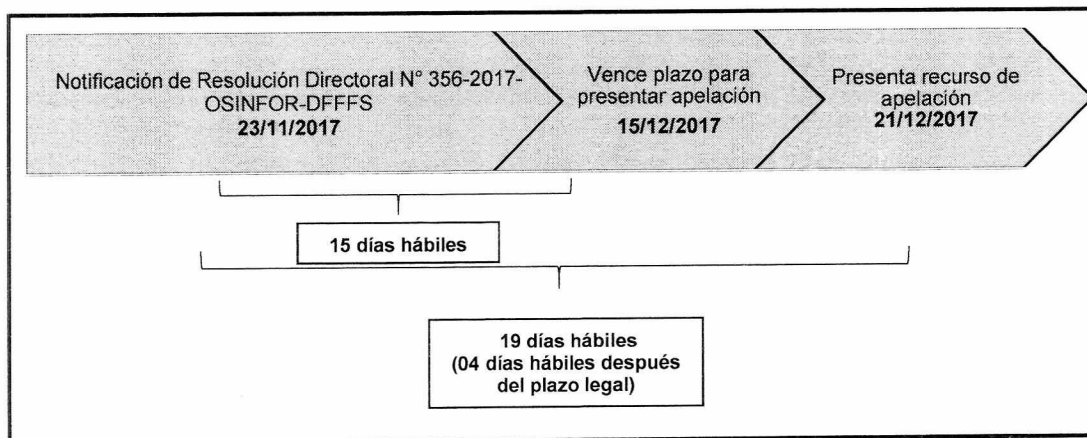 Notificación de Resolución Directoral N° 356-2017-
OSINFOR-DFFFS
23/11/2017
Vence plazo para
presentar apelación
15/12/2017
Presenta recurso de
apelación
21/12/2017
15 días hábiles
19 días hábiles
(04 días hábiles después
del plazo legal)